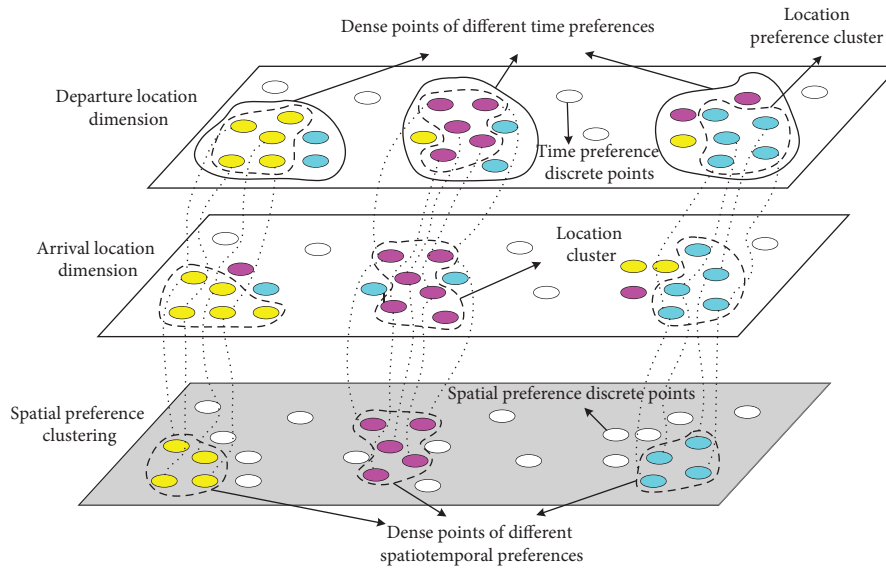 Dense points of different time preferences
Location
preference cluster
Departure location
dimension
Time preference
discrete points
Arrival location
dimension
Location
cluster
Spatial preference discrete points
Spatial preference
clustering
Dense points of different
spatiotemporal preferences